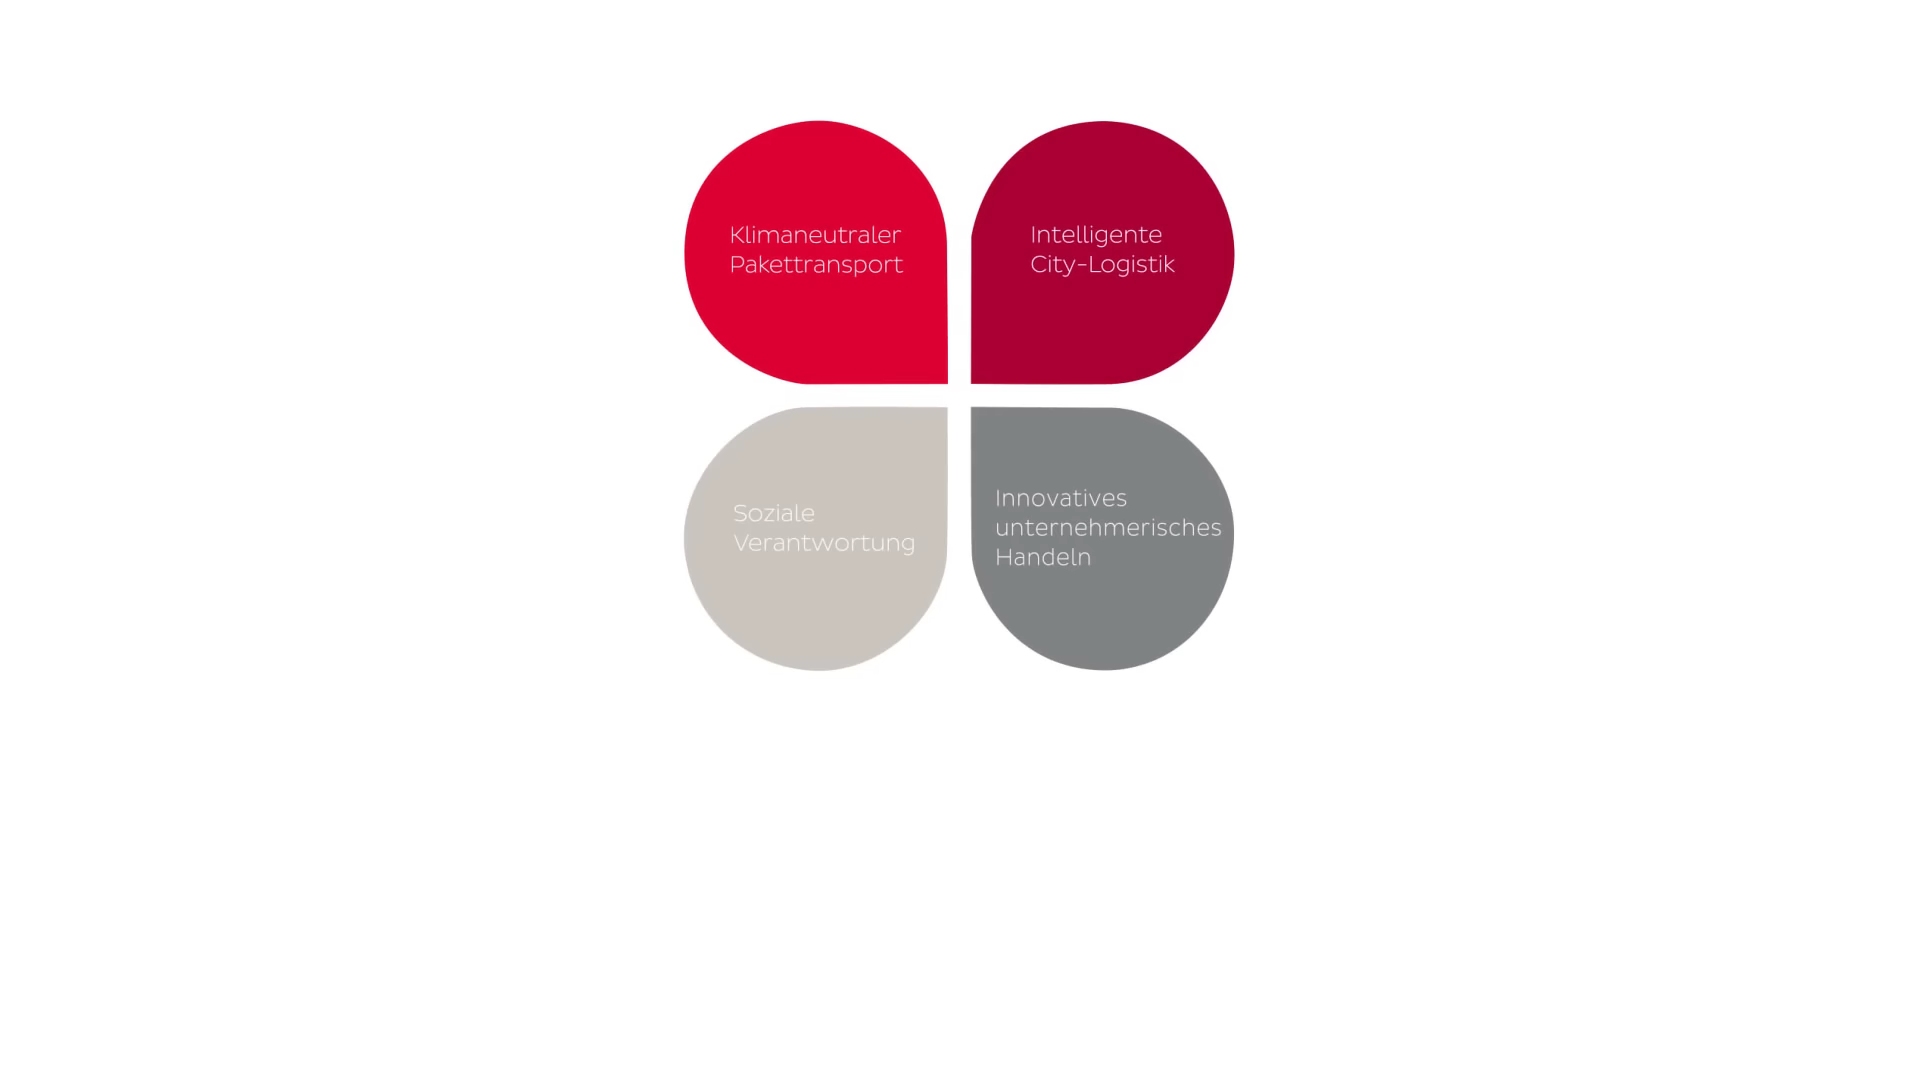 Klimaneutraler
Pakettransport
Intelligente
City-Logistik
Soziale
Verantwortung
Innovatives
unternehmerisches
Handeln